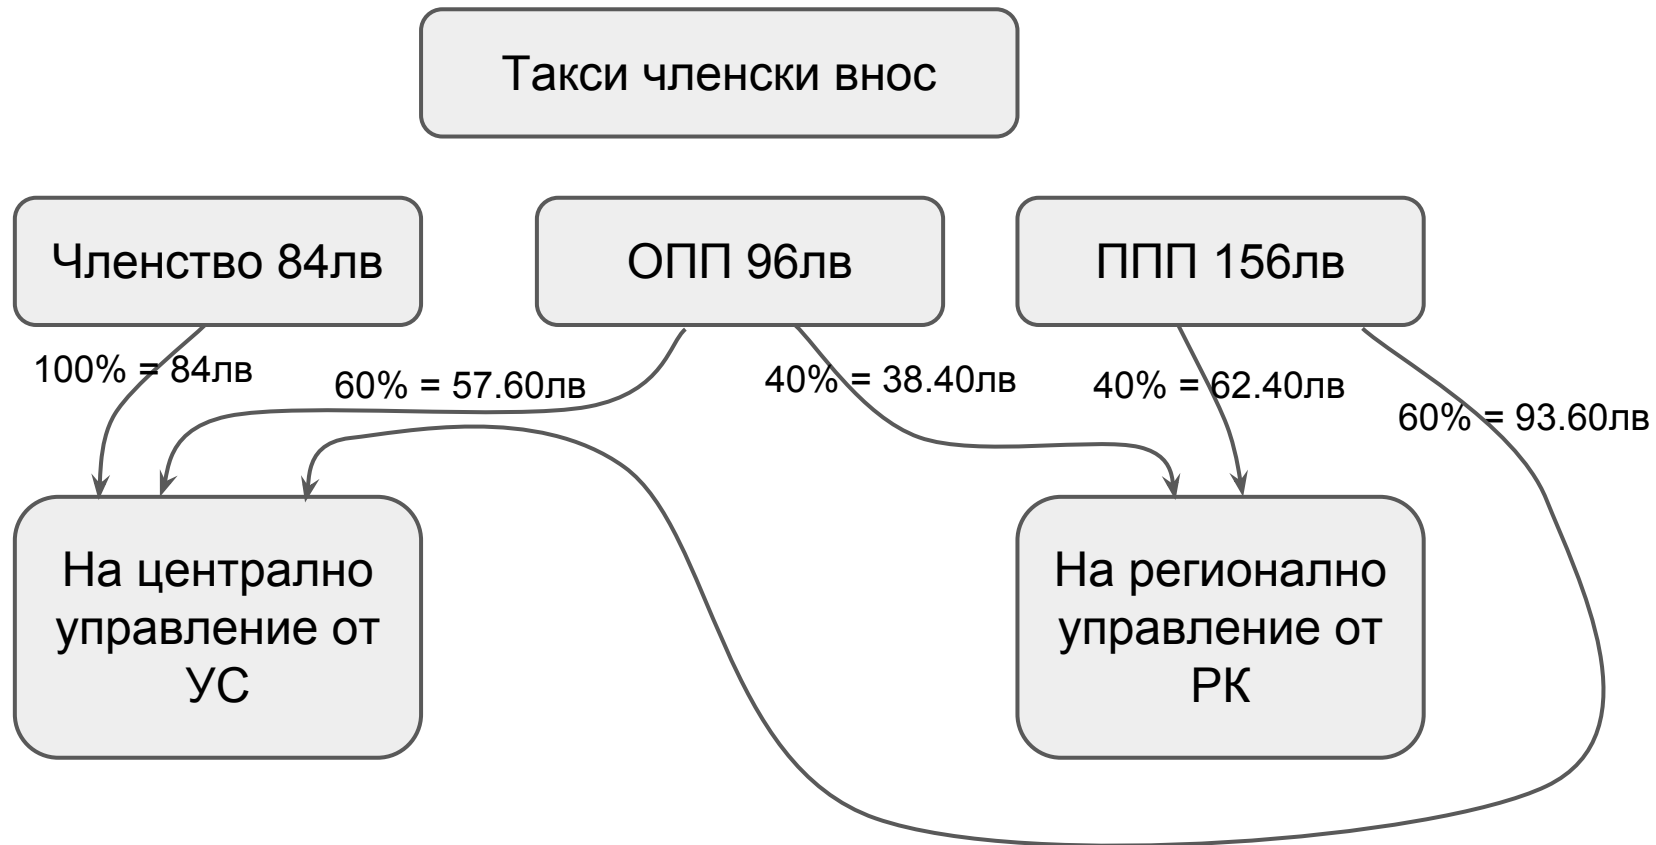 Такси членски внос
Членство 84лв
ОПП 96лв
ППП 156лв
100% = 84лв
60% = 57.60лв
40% = 38.40лв
40% = 62.40лв
60% = 93.60лв
На централно
управление от
УС
На регионално
управление от
РК